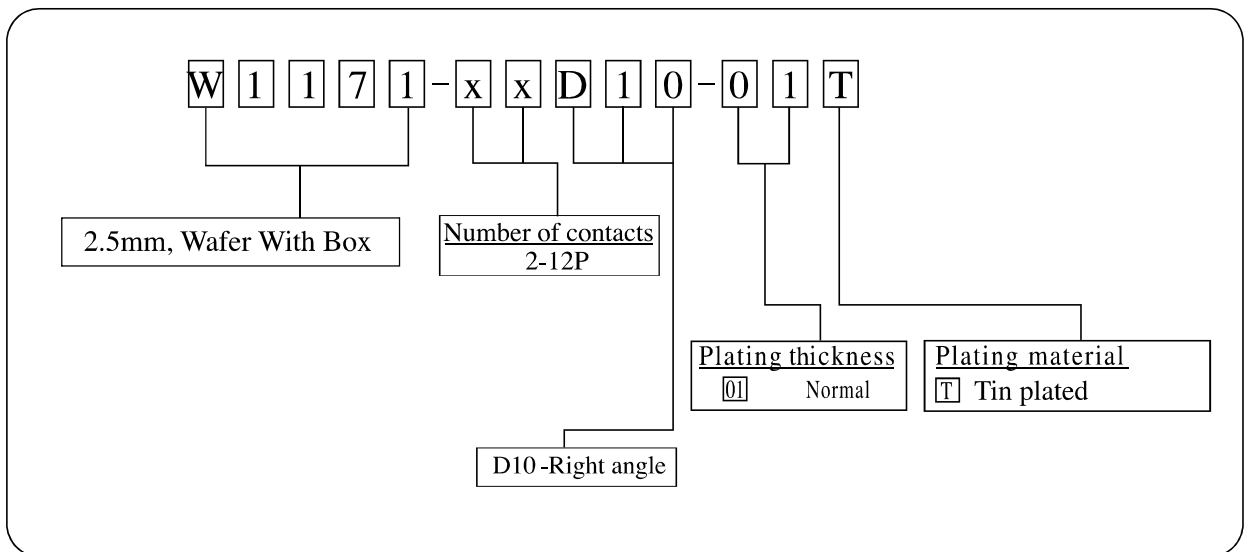 W1171-xxD10-01T
2.5mm, Wafer With Box
Number of contacts
2-12P
Plating thickness
01 Normal
Plating material
T Tin plated
D10-Right angle